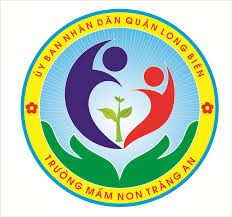 ỦY BAN NHÂN DÂN QUẬN LONG BIÊN
TRƯỜNG MẦM NON TRÀNG AN